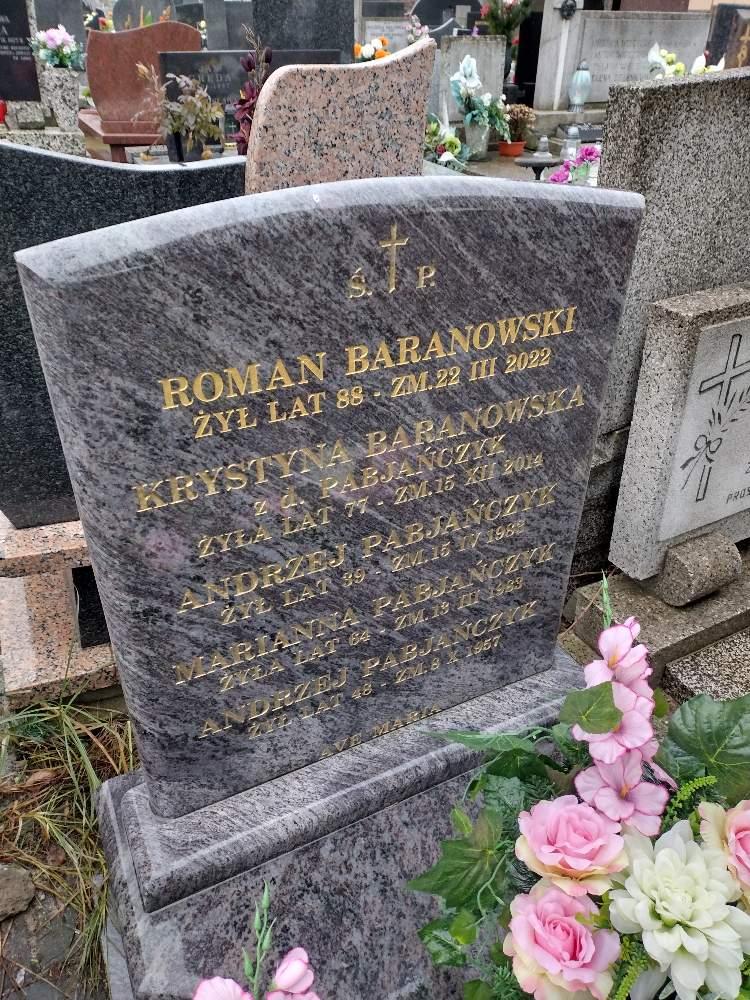 Ś. P.
ROMAN BARANOWSKI
ŻYŁ LAT 88 - ZM. 22 III 2022
KRYSTYNA BARANOWSKA
z d. PABJAŃCZYK
ŻYŁA LAT 77 - ZM. 15 XII 2014
ANDRZEJ PABJAŃCZYK
ŻYŁ LAT 39 - ZM. 15 IV 1982
MARIANNA PABJAŃCZYK
ŻYŁA LAT 64 - ZM. 13 III 1983
ANDRZEJ PABJAŃCZYK
ŻYŁ LAT 48 - ZM. 8 X 1957
AVE MARIA